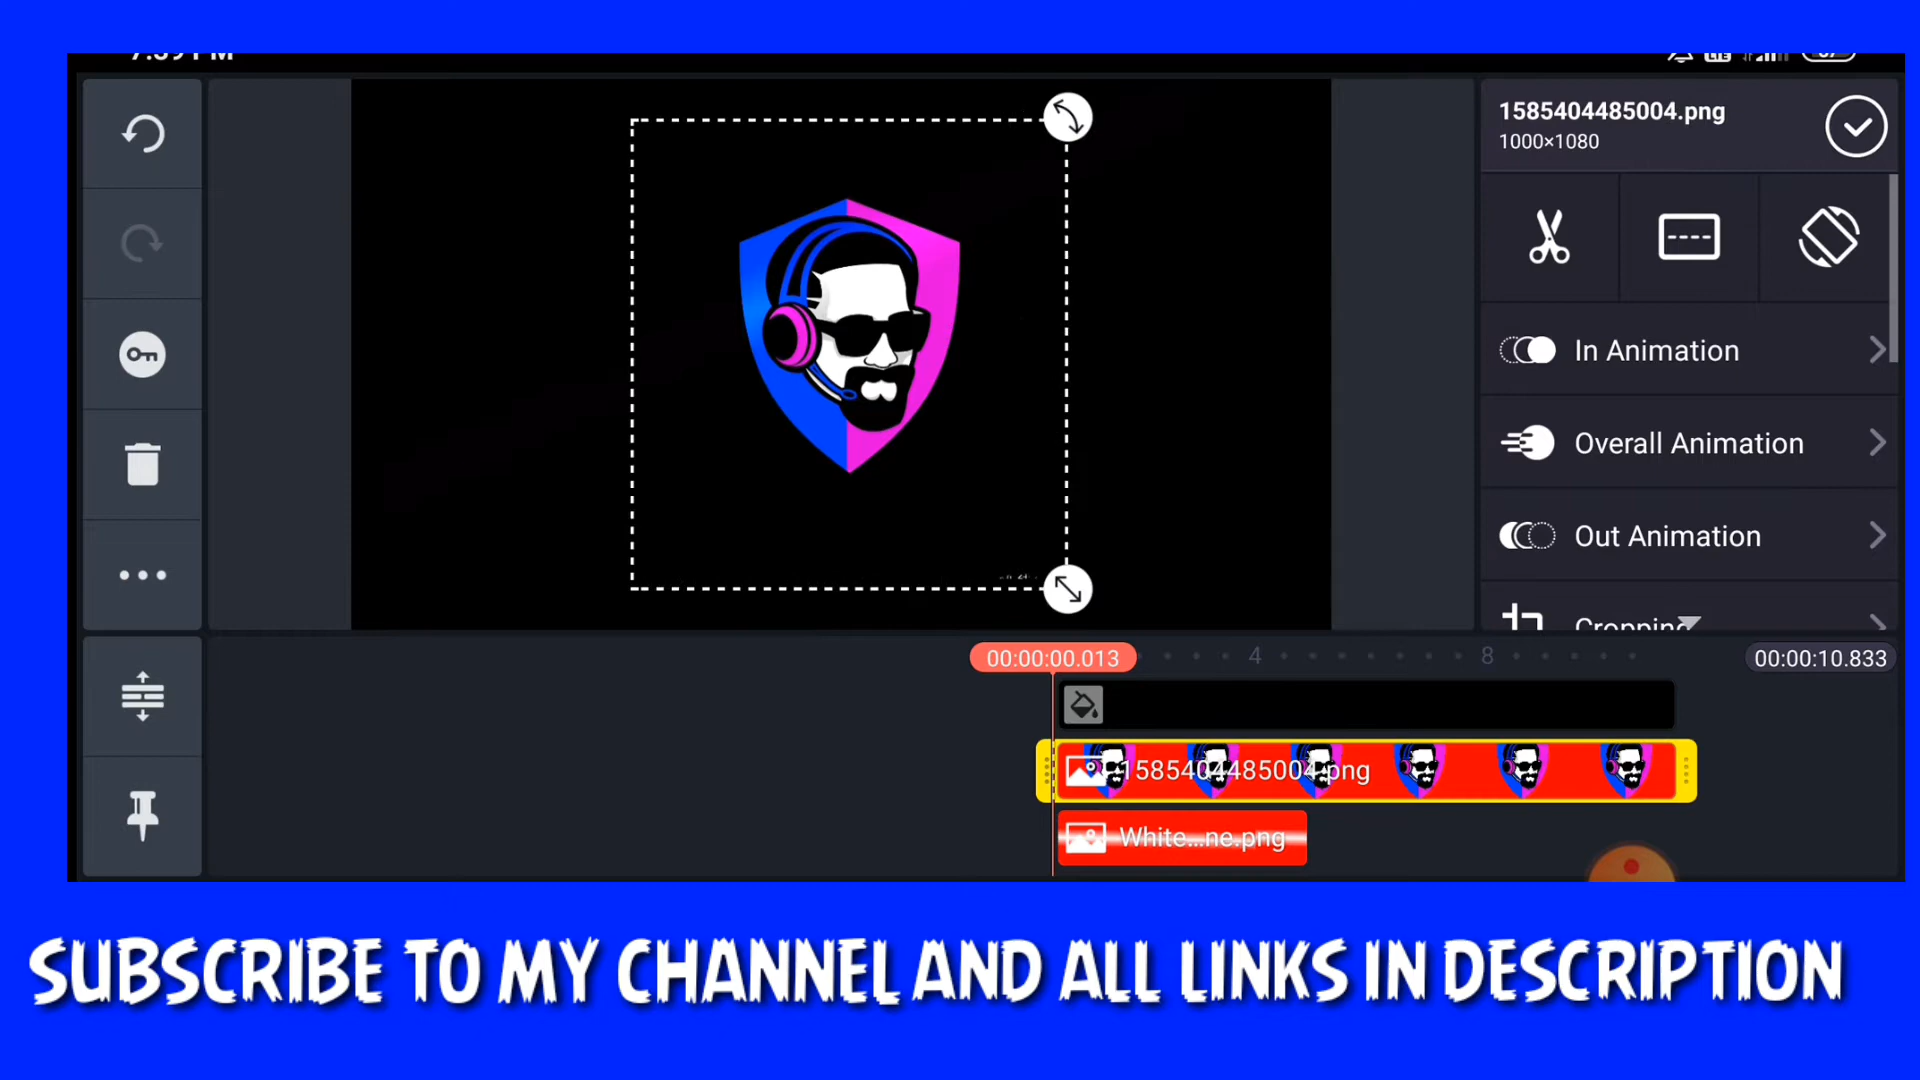 1585404485004.png
1000×1080
In Animation
Overall Animation
Out Animation
Cropping
00:00:00.013
4
8
00:00:10.833
1585404485004.png
White...ne.png
SUBSCRIBE TO MY CHANNEL AND ALL LINKS IN DESCRIPTION